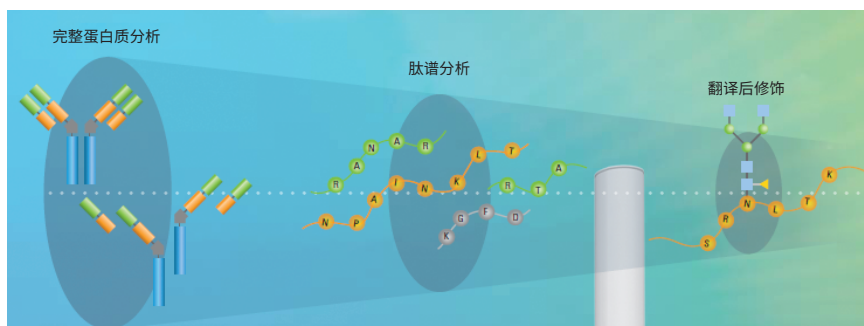 完整蛋白质分析
肽谱分析
翻译后修饰
R A N A R
N P A I N K L T
K G F D
R T A
S R N L T K